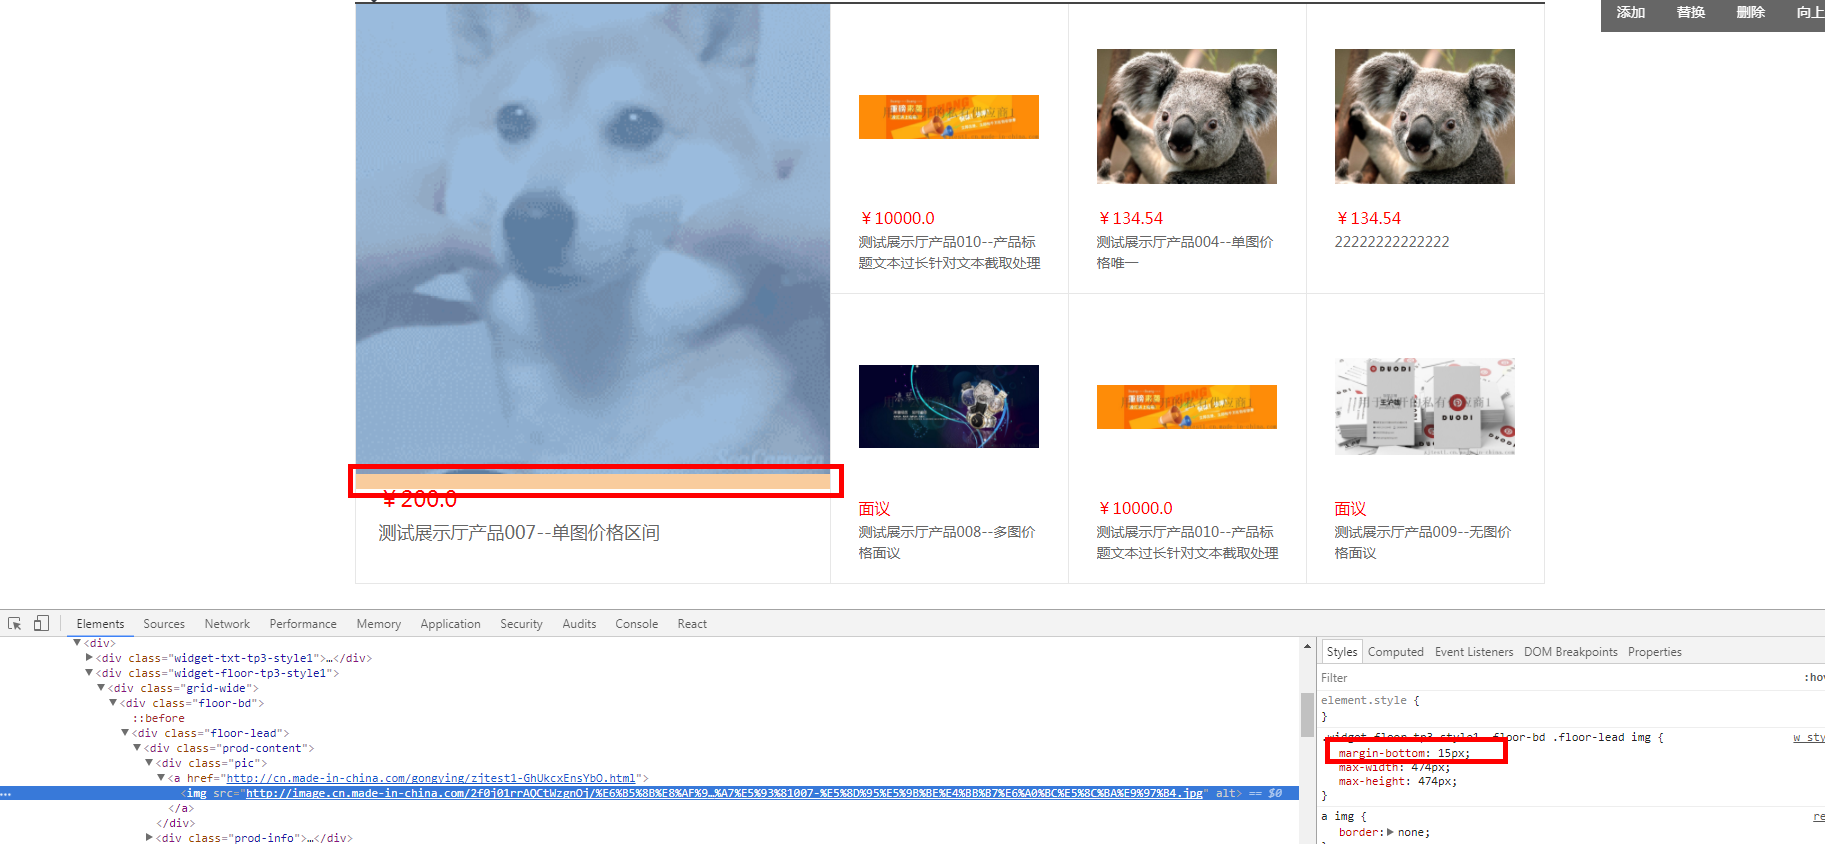 添加 替换 删除 向上
SogCamera
￥10000.0
测试展示厅产品010--产品标
题文本过长针对文本截取处理
￥134.54
测试展示厅产品004--单图价
格唯一
￥134.54
22222222222222
￥200.0
测试展示厅产品007--单图价格区间
面议
测试展示厅产品008--多图价
格面议
￥10000.0
测试展示厅产品010--产品标
题文本过长针对文本截取处理
DUODI
DUODI
面议
测试展示厅产品009--无图价
格面议
Elements Sources Network Performance Memory Application Security Audits Console React
<div>
<div class="widget-txt-tp3-style1">…</div>
<div class="widget-floor-tp3-style1">
<div class="grid-wide">
<div class="floor-bd">
::before
<div class="floor-lead">
<div class="prod-content">
<div class="pic">
<a href="http://cn.made-in-china.com/gongying/zjtest1-GhUkcxEnsYbO.html">
<img src="http://image.cn.made-in-china.com/2f0j01rrAQCtWzgnOj/%E6%B5%8B%E8%AF%9…%A7%E5%93%81007-%E5%8D%95%E5%9B%BE%E4%BB%B7%E6%A0%BC%E5%8C%BA%E9%97%B4.jpg" alt> == $0
</a>
</div>
<div class="prod-info">…</div>
Styles Computed Event Listeners DOM Breakpoints Properties
Filter :hov
element.style {
}
.widget-floor-tp3-style1 .floor-bd .floor-lead img { w_sty
margin-bottom: 15px;
max-width: 474px;
max-height: 474px;
}
a img { re
border: none;